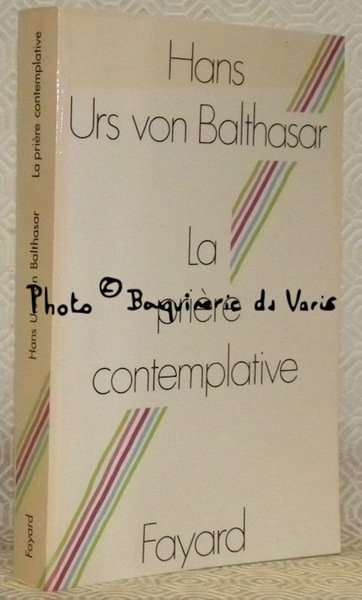 Hans
Urs von Balthasar
La
prière
contemplative
Fayard
La prière contemplative
Hans Urs von Balthasar
Fayard
Photo © Bouquinerie du Varis